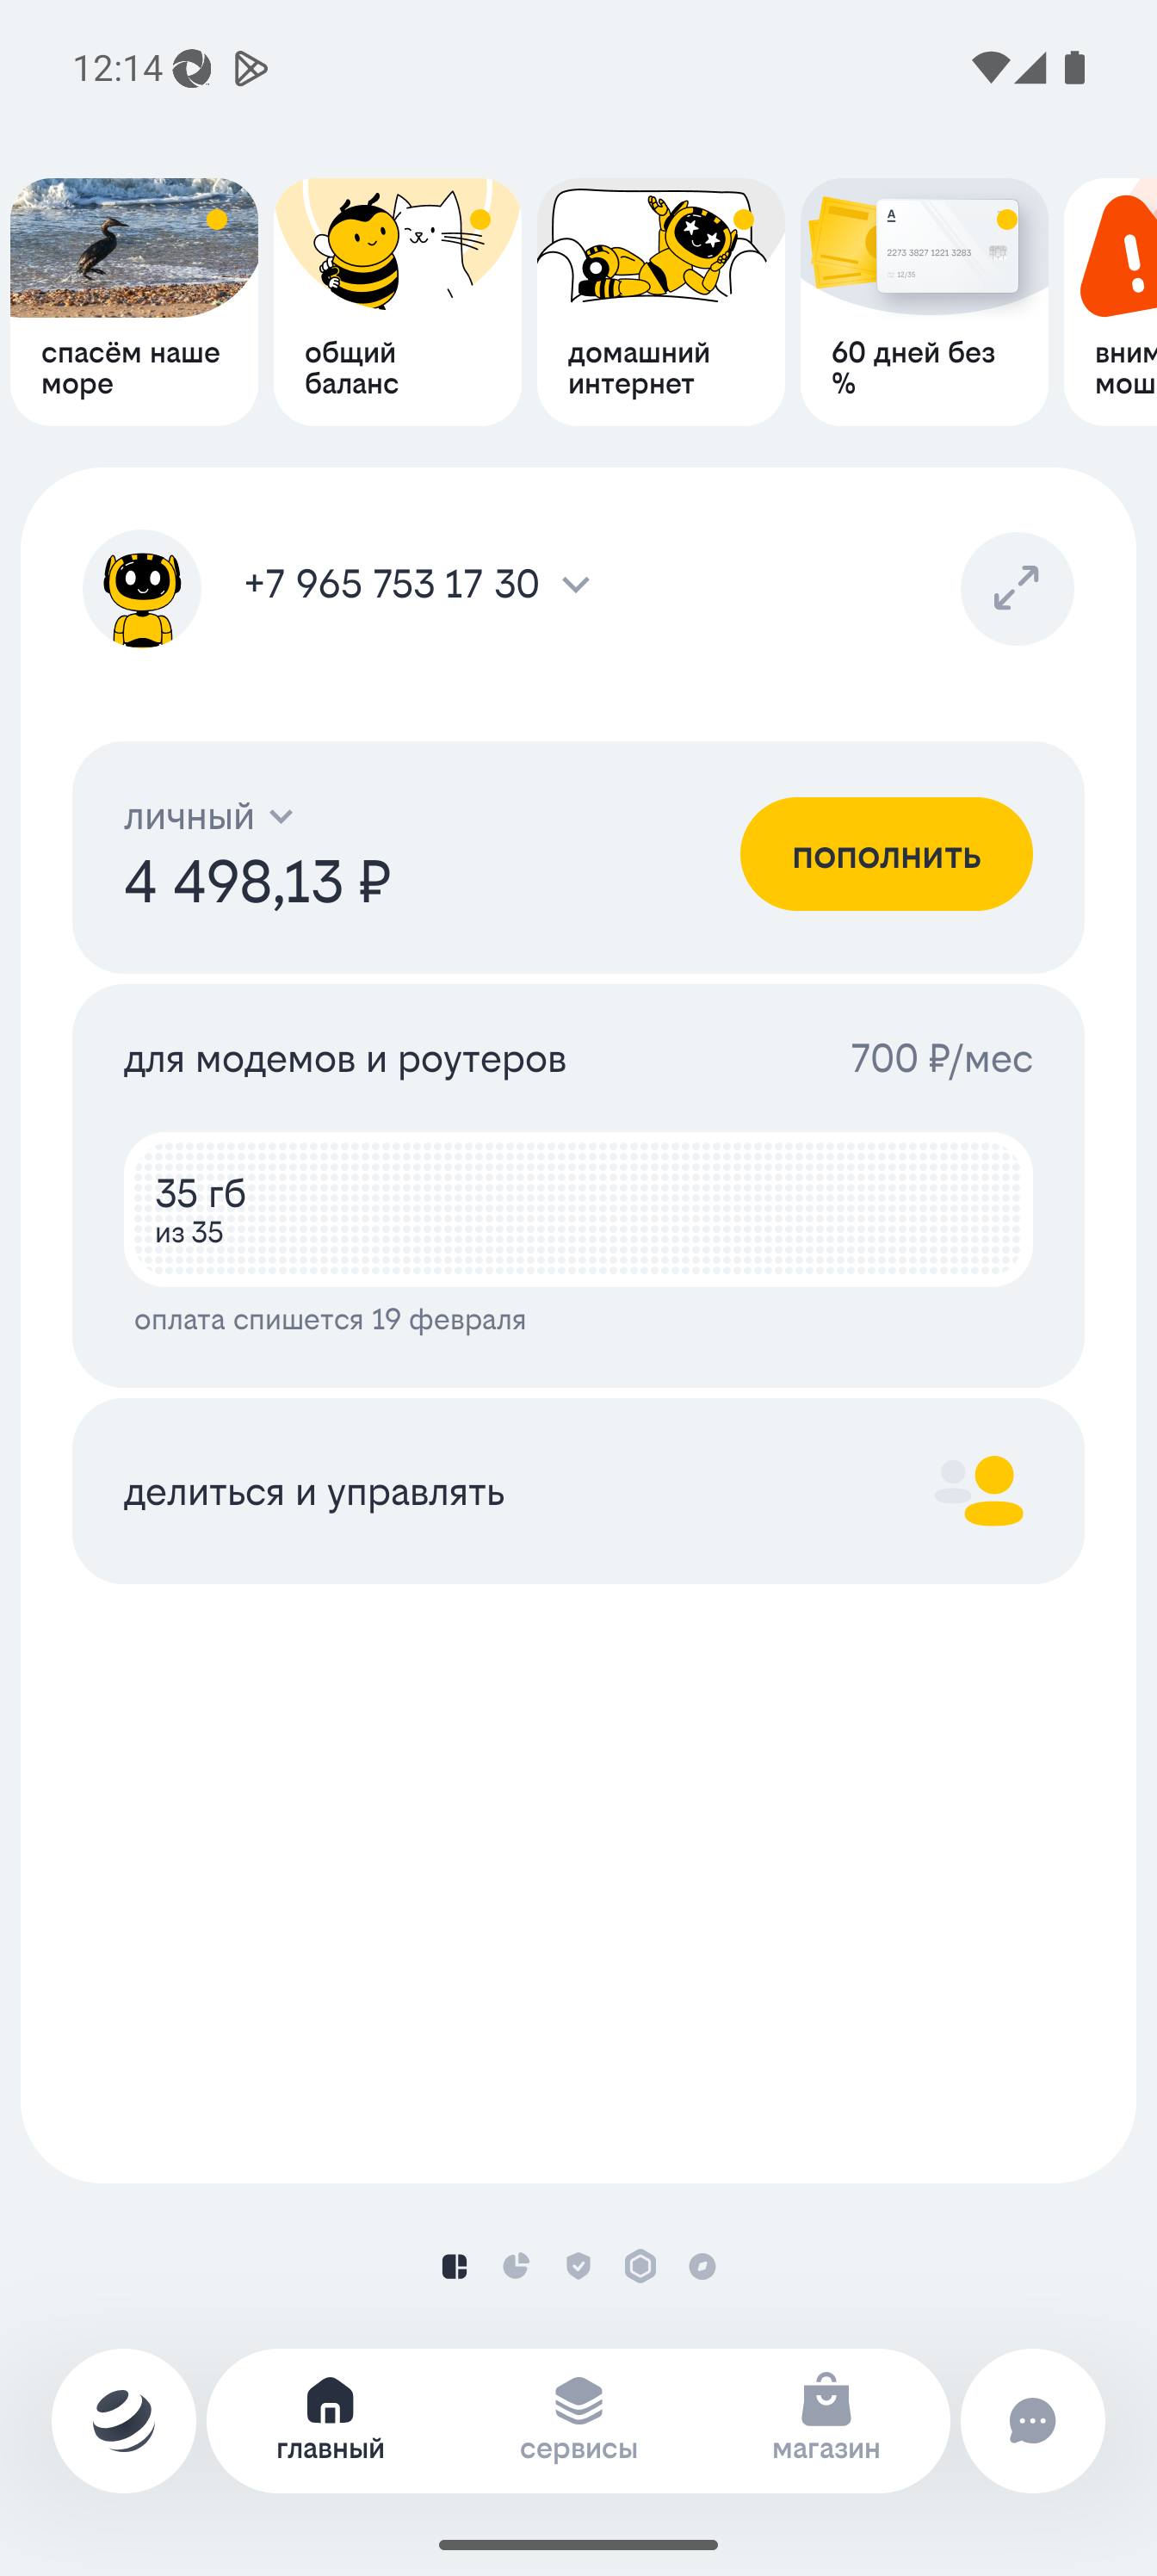 12:14
спасём наше
море
общий
баланс
домашний
интернет
A
2273 3827 1221 3283
12/35
60 дней без
%
+7 965 753 17 30
личный
4 498,13 ₽
пополнить
для модемов и роутеров
700 ₽/мес
35 гб
из 35
оплата спишется 19 февраля
делиться и управлять
главный
сервисы
магазин